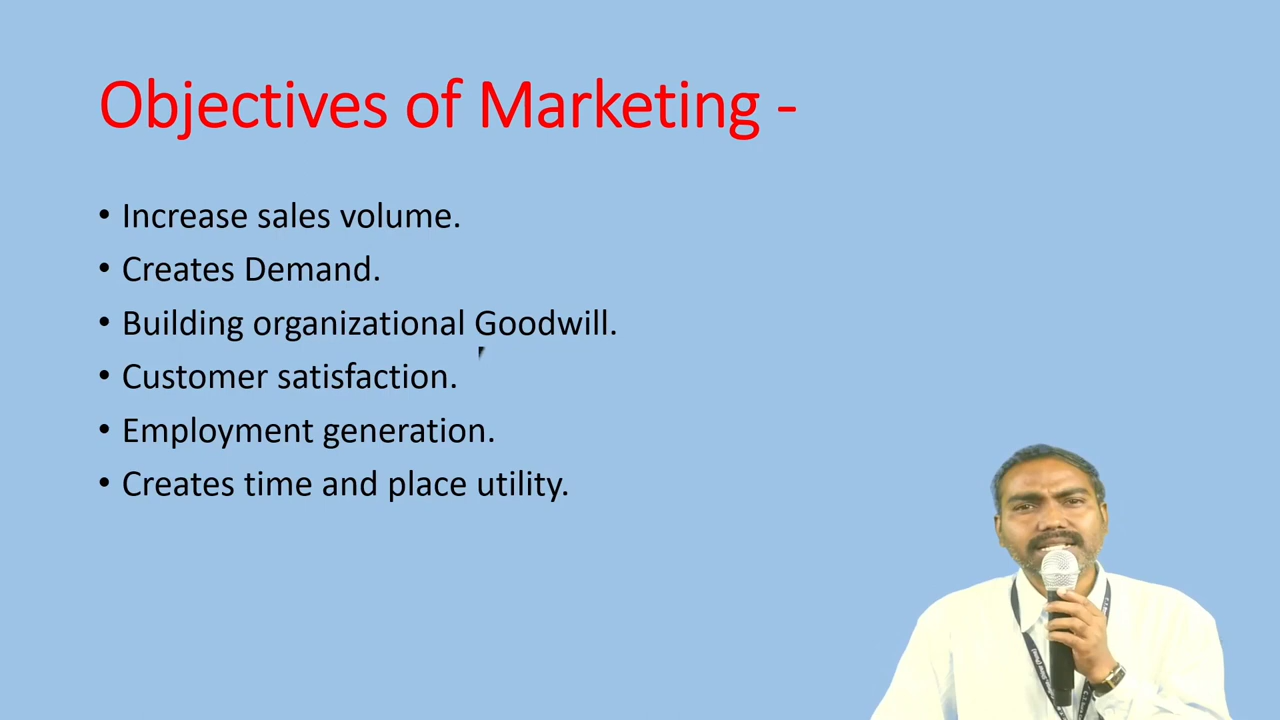 Objectives of Marketing -
• Increase sales volume.
• Creates Demand.
• Building organizational Goodwill.
• Customer satisfaction.
• Employment generation.
• Creates time and place utility.